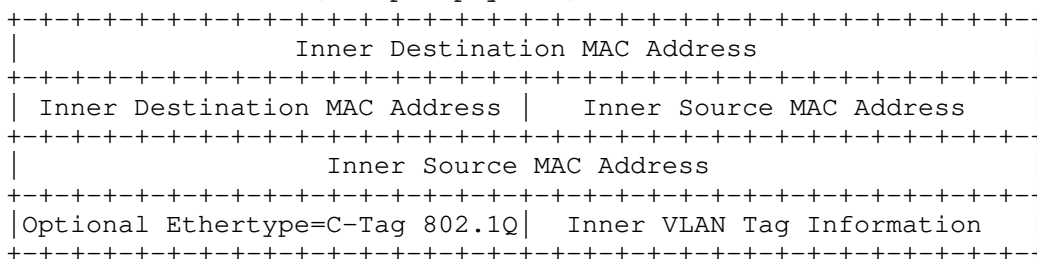 +-+-+-+-+-+-+-+-+-+-+-+-+-+-+-+-+-+-+-+-+-+-+-+-+-+-+-+-+--
| Inner Destination MAC Address
+-+-+-+-+-+-+-+-+-+-+-+-+-+-+-+-+-+-+-+-+-+-+-+-+-+-+-+-+--
| Inner Destination MAC Address | Inner Source MAC Address
+-+-+-+-+-+-+-+-+-+-+-+-+-+-+-+-+-+-+-+-+-+-+-+-+-+-+-+-+--
| Inner Source MAC Address
+-+-+-+-+-+-+-+-+-+-+-+-+-+-+-+-+-+-+-+-+-+-+-+-+-+-+-+-+--
|Optional Ethertype=C-Tag 802.1Q| Inner VLAN Tag Information
+-+-+-+-+-+-+-+-+-+-+-+-+-+-+-+-+-+-+-+-+-+-+-+-+-+-+-+-+--